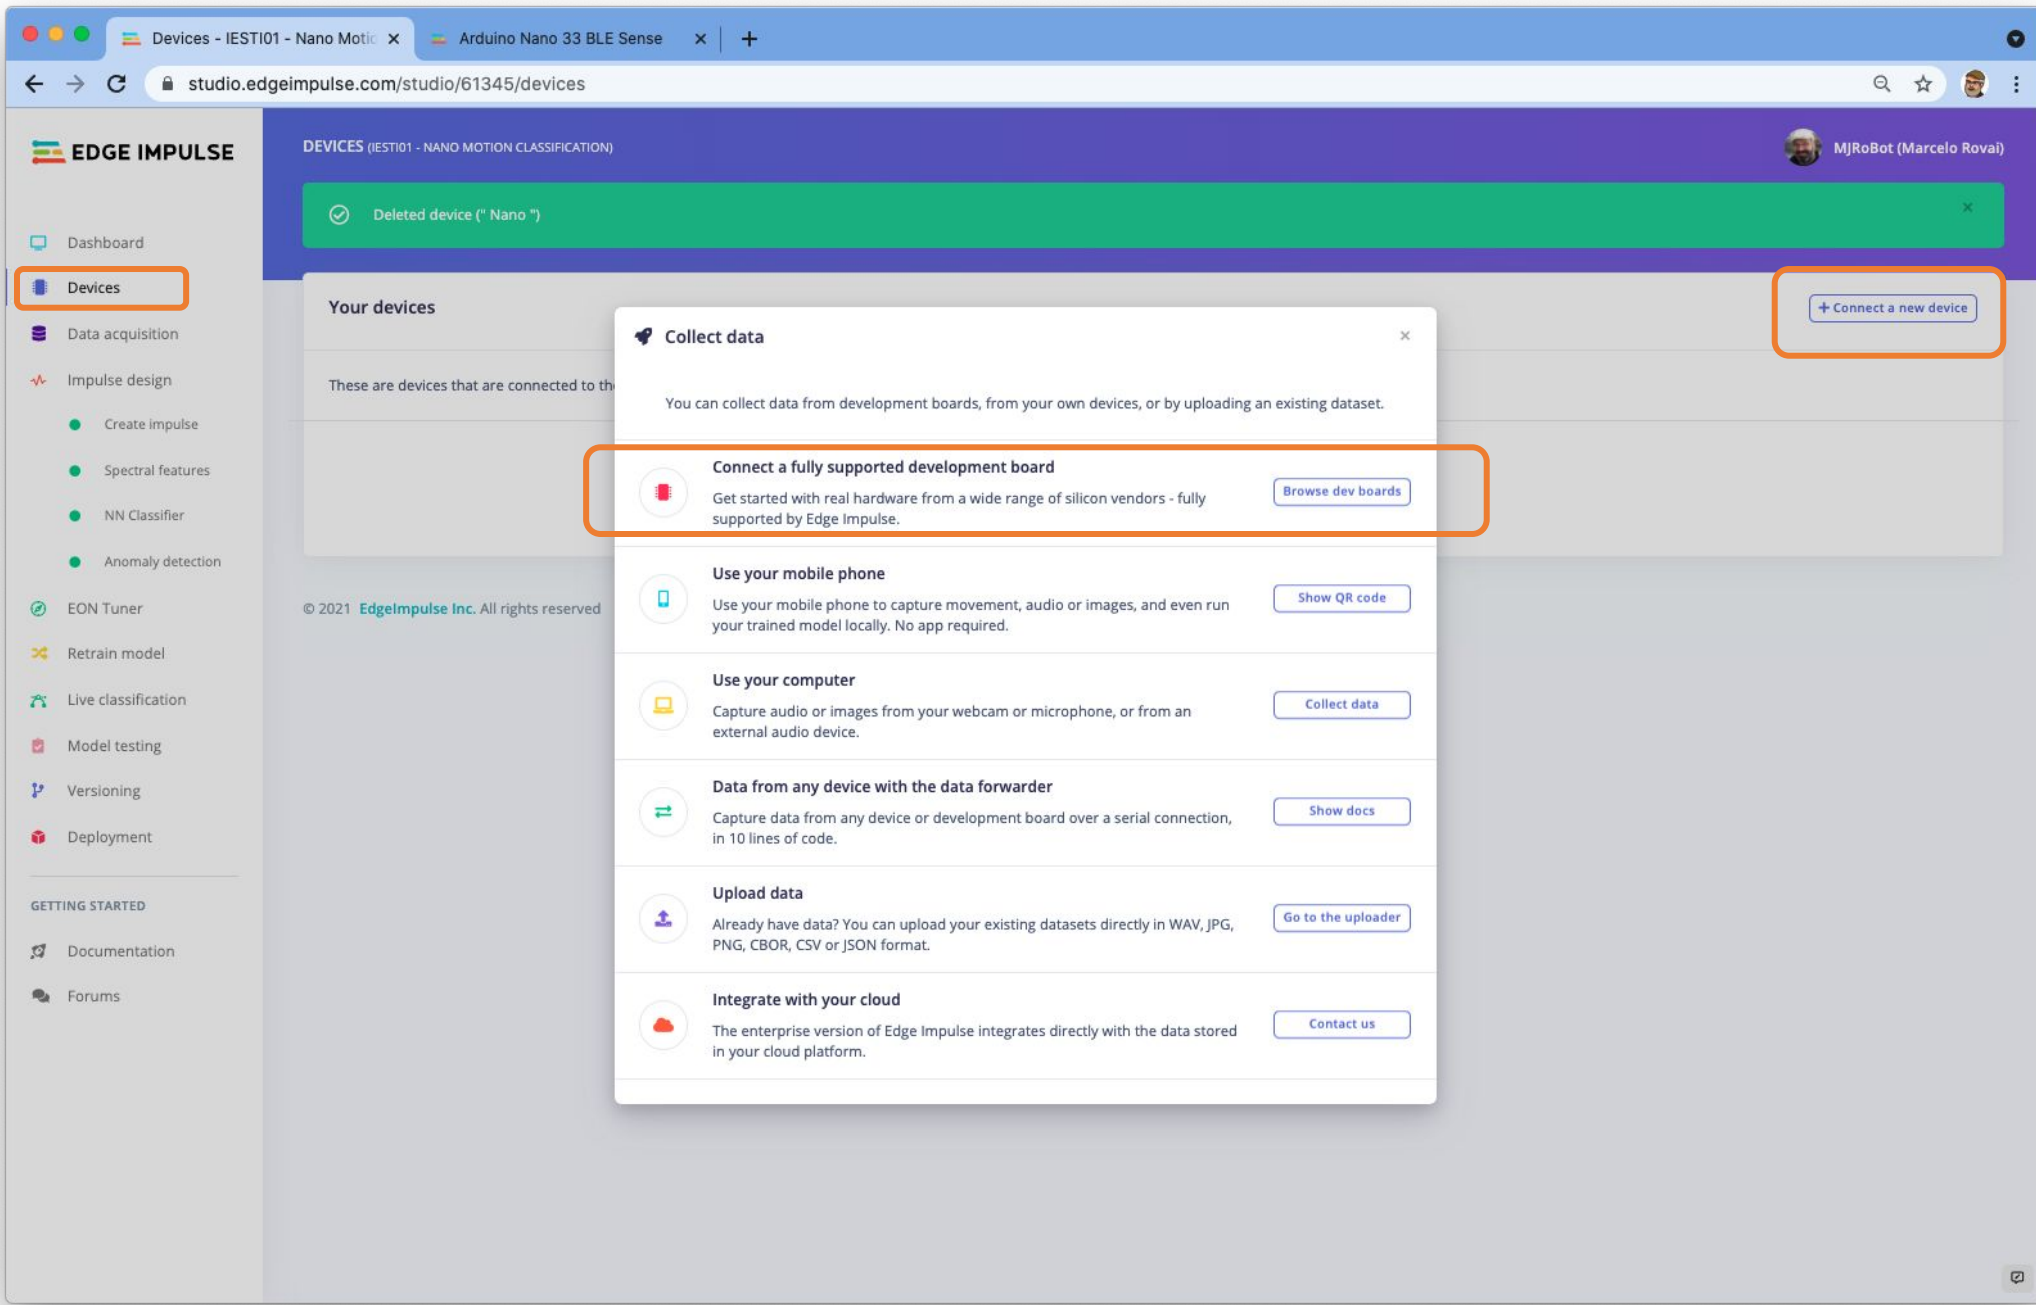 Devices - IESTI01 - Nano Motic
Arduino Nano 33 BLE Sense
studio.edgeimpulse.com/studio/61345/devices
EDGE IMPULSE
DEVICES (IESTI01 - NANO MOTION CLASSIFICATION)
MJRoBot (Marcelo Rovai)
Deleted device (" Nano ")
Dashboard
Devices
Data acquisition
Impulse design
Create impulse
Spectral features
NN Classifier
Anomaly detection
EON Tuner
Retrain model
Live classification
Model testing
Versioning
Deployment
GETTING STARTED
Documentation
Forums
Your devices
+ Connect a new device
These are devices that are connected to th
© 2021 EdgeImpulse Inc. All rights reserved
Collect data
You can collect data from development boards, from your own devices, or by uploading an existing dataset.
Connect a fully supported development board
Get started with real hardware from a wide range of silicon vendors - fully
supported by Edge Impulse.
Browse dev boards
Use your mobile phone
Use your mobile phone to capture movement, audio or images, and even run
your trained model locally. No app required.
Show QR code
Use your computer
Capture audio or images from your webcam or microphone, or from an
external audio device.
Collect data
Data from any device with the data forwarder
Capture data from any device or development board over a serial connection,
in 10 lines of code.
Show docs
Upload data
Already have data? You can upload your existing datasets directly in WAV, JPG,
PNG, CBOR, CSV or JSON format.
Go to the uploader
Integrate with your cloud
The enterprise version of Edge Impulse integrates directly with the data stored
in your cloud platform.
Contact us